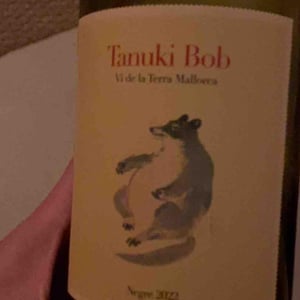 Tanuki Bob
Vi de la Terra Mallorca
Negre 2022